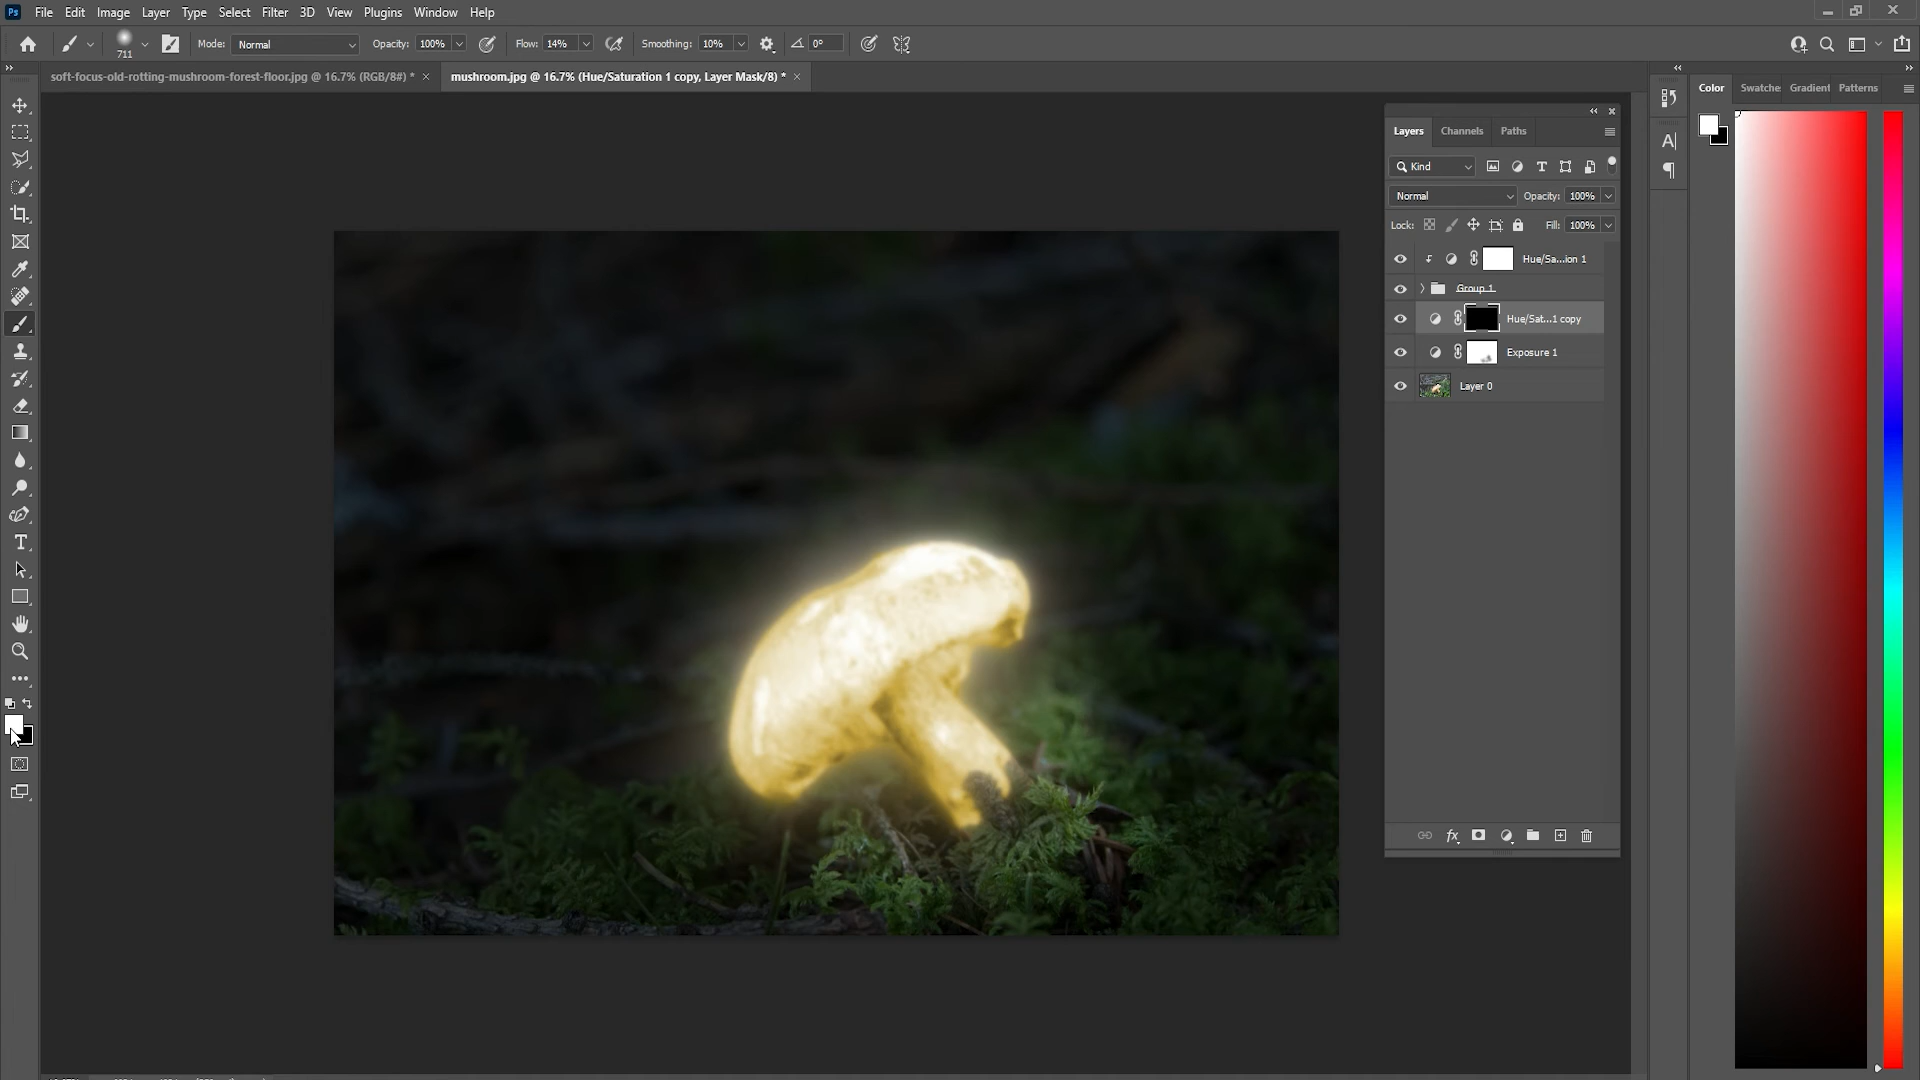 Ps File Edit Image Layer Type Select Filter 3D View Plugins Window Help
711 Mode: Normal Opacity: 100% Flow: 14% Smoothing: 10% 0°
soft-focus-old-rotting-mushroom-forest-floor.jpg @ 16.7% (RGB/8#) * × mushroom.jpg @ 16.7% (Hue/Saturation 1 copy, Layer Mask/8) * ×
Color Swatche Gradient Patterns
Layers Channels Paths
Kind
Normal Opacity: 100%
Lock: Fill: 100%
Hue/Sa...ion 1
Group 1
Hue/Sat...1 copy
Exposure 1
Layer 0
fx